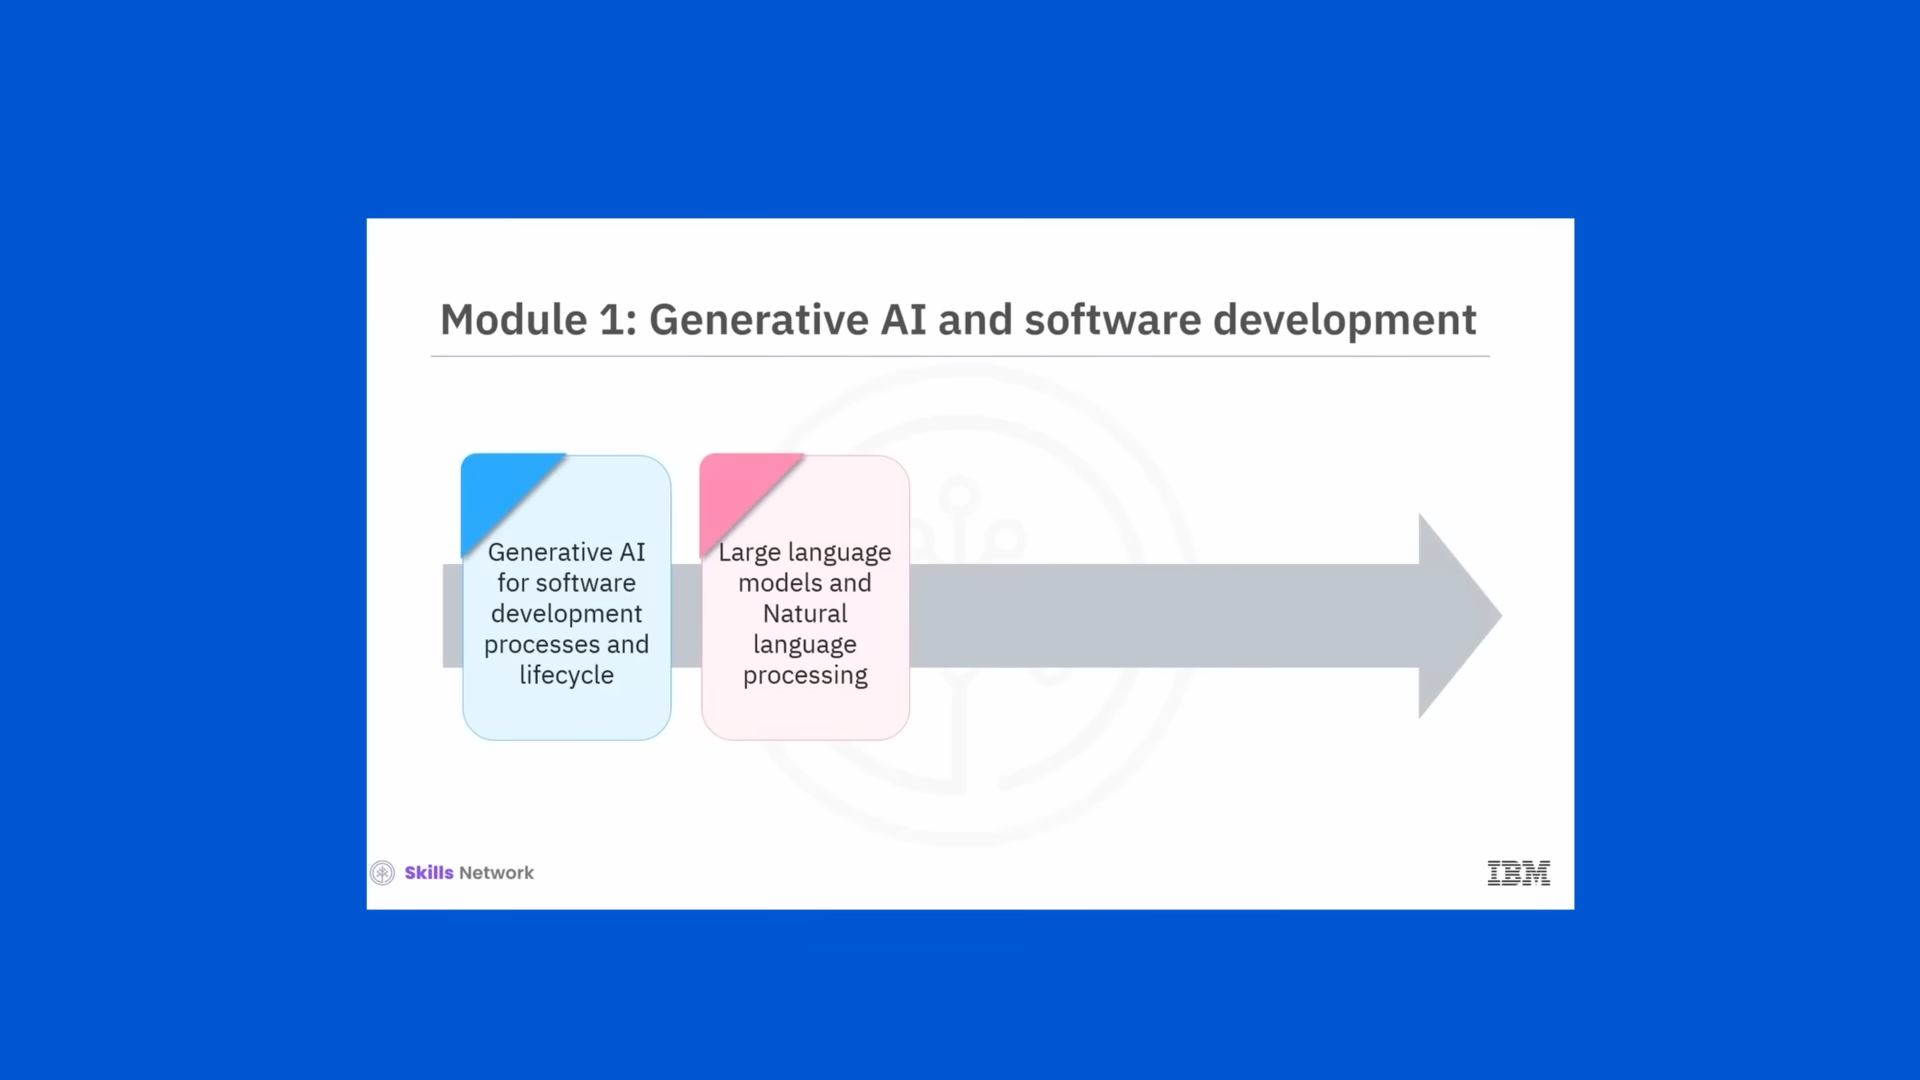 Module 1: Generative AI and software development
Generative AI
for software
development
processes and
lifecycle
Large language
models and
Natural
language
processing
Skills Network
IBM